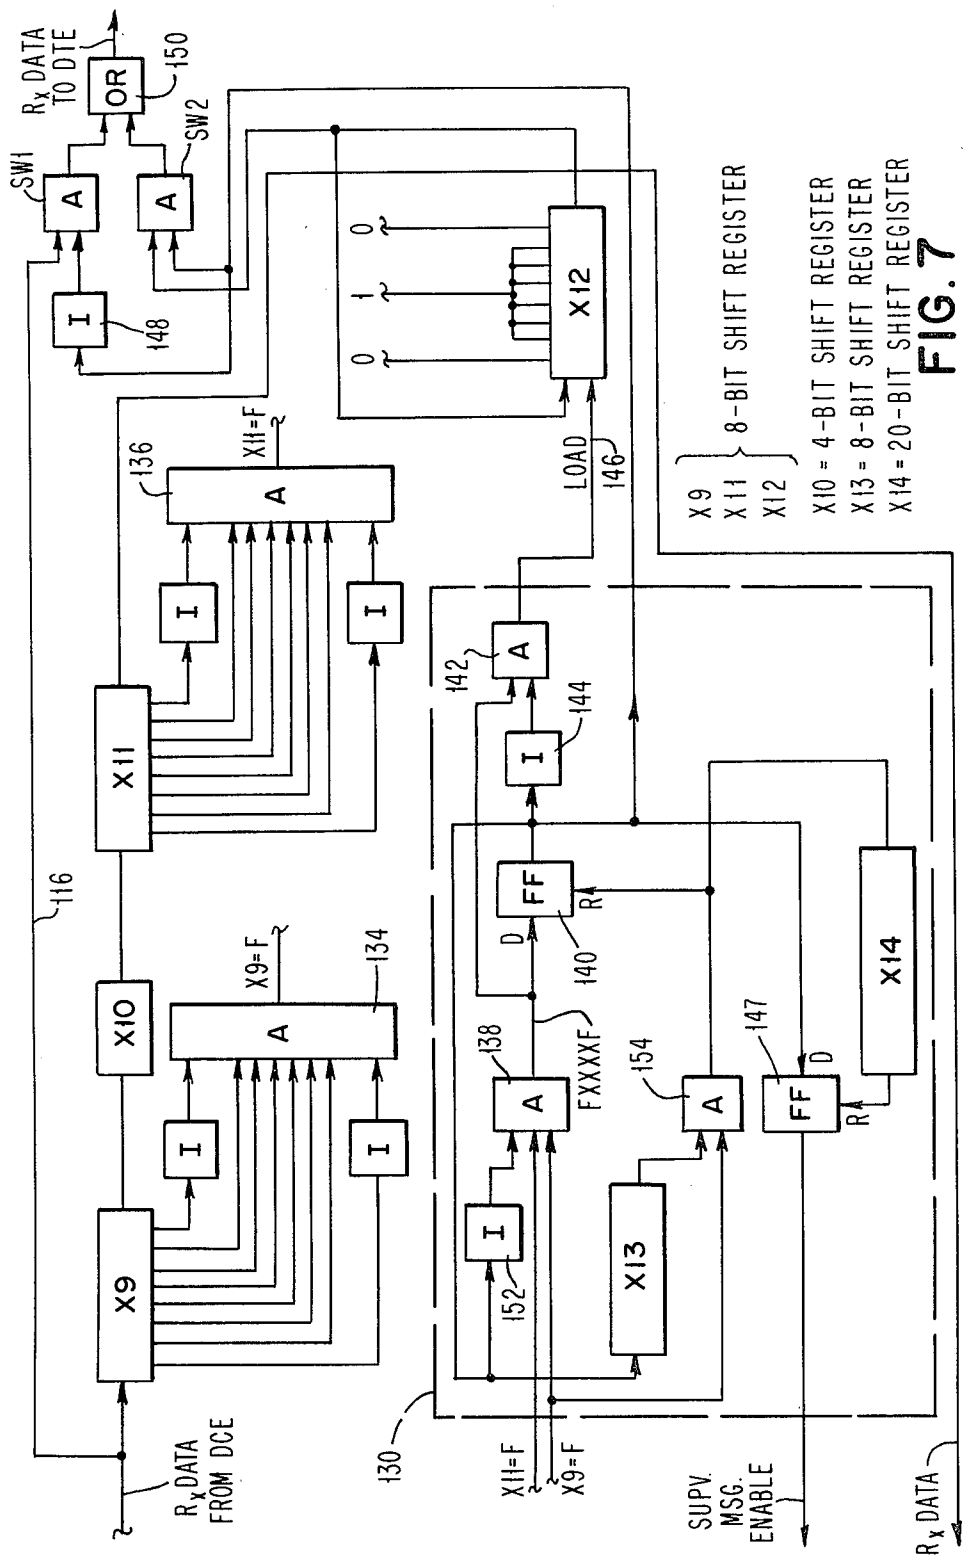 RX DATA
FROM DCE
116
X9
X10
X11
I
I
A
134
X9=F
I
I
A
136
X11=F
I
148
SW1
A
A
SW2
OR
150
RX DATA
TO DTE
0
1
0
X12
LOAD
146
130
X11=F
X9=F
I
152
138
A
FXXXXF
D
FF
R
140
I
144
142
A
X13
154
A
147
FF
D
R
X14
SUPV.
MSG.
ENABLE
RX DATA
X9
X11
X12
8-BIT SHIFT REGISTER
X10 = 4-BIT SHIFT REGISTER
X13 = 8-BIT SHIFT REGISTER
X14 = 20-BIT SHIFT REGISTER
FIG. 7